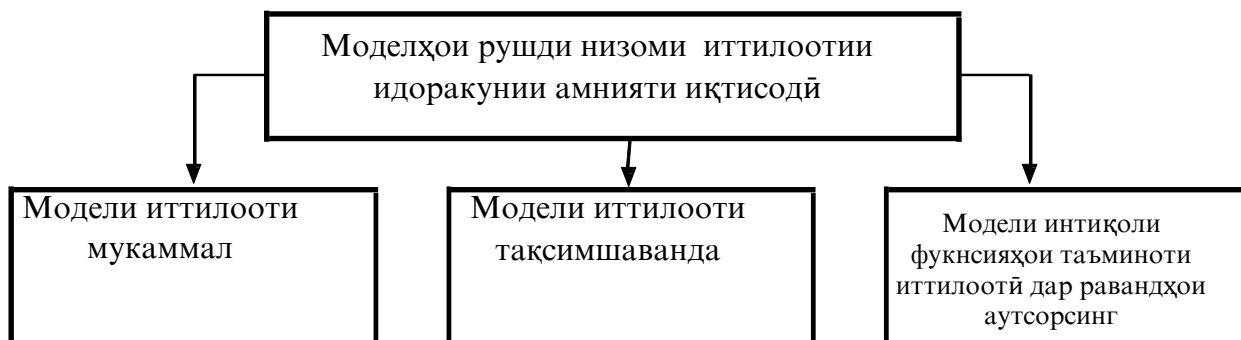 Моделҳои рушди низоми иттилоотии
идоракунии амнияти иқтисодӣ
Модели иттилооти
мукаммал
Модели иттилооти
тақсимшаванда
Модели интиқоли
фукнсияҳои таъминоти
иттилоотӣ дар равандҳои
аутсорсинг